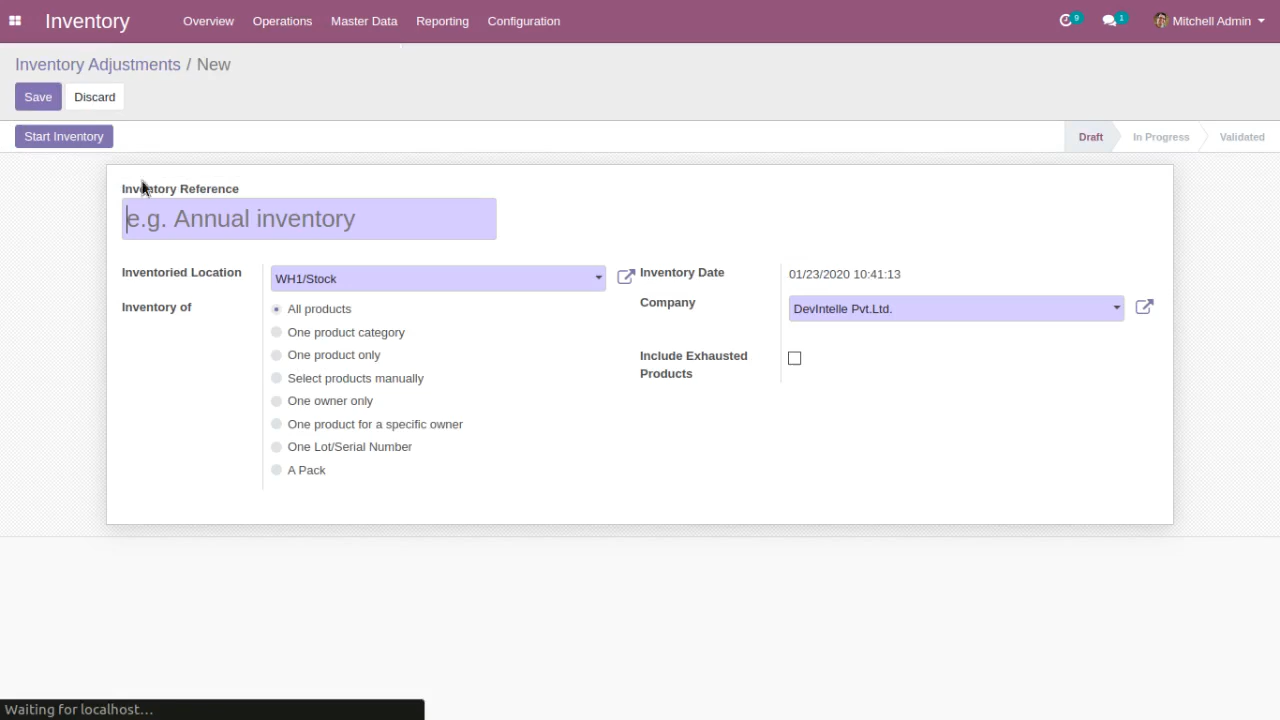 Inventory Overview Operations Master Data Reporting Configuration 9 1 Mitchell Admin
Inventory Adjustments / New
Save Discard
Start Inventory Draft In Progress Validated
Inventory Reference
e.g. Annual inventory
Inventoried Location WH1/Stock Inventory Date 01/23/2020 10:41:13
Inventory of All products Company DevIntelle Pvt.Ltd.
One product category
One product only Include Exhausted
Products
Select products manually
One owner only
One product for a specific owner
One Lot/Serial Number
A Pack
Waiting for localhost...